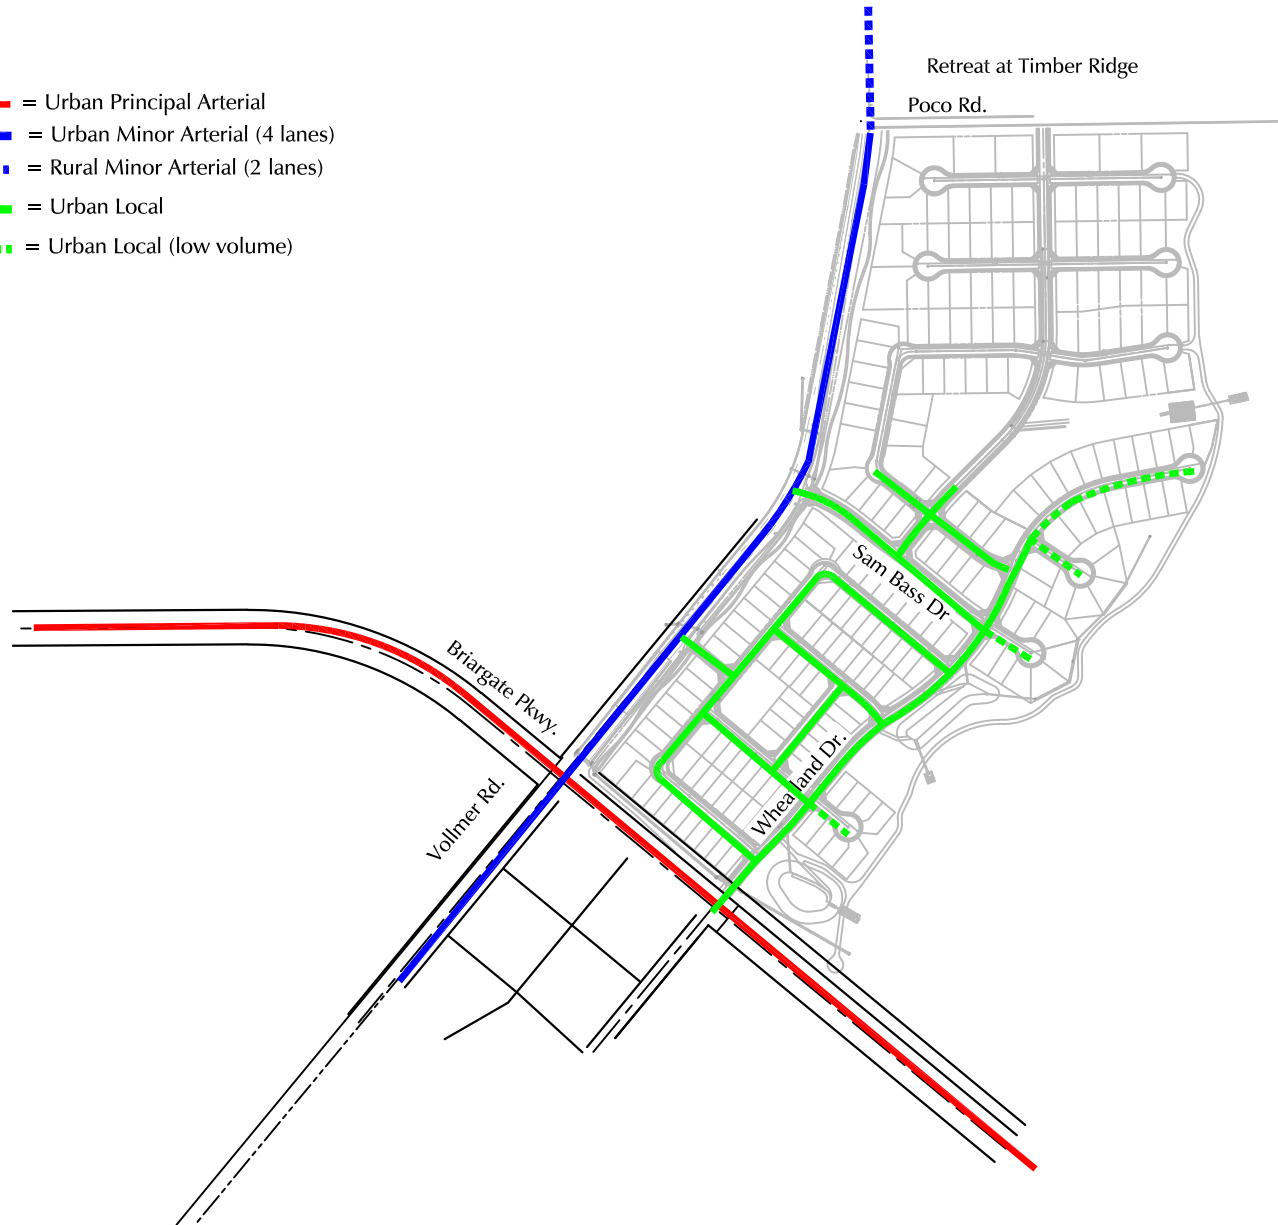 Retreat at Timber Ridge
Poco Rd.
= Urban Principal Arterial
= Urban Minor Arterial (4 lanes)
= Rural Minor Arterial (2 lanes)
= Urban Local
= Urban Local (low volume)
Sam Bass Dr
Briargate Pkwy.
Vollmer Rd.
Wheatland Dr.